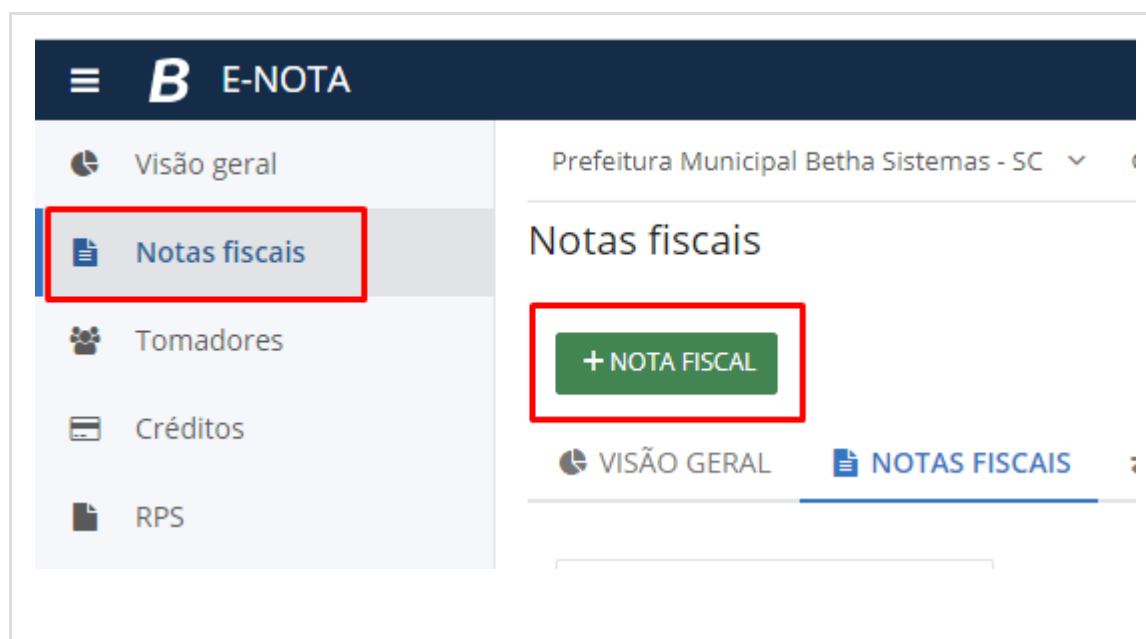 B E-NOTA
Visão geral
Notas fiscais
Tomadores
Créditos
RPS
Prefeitura Municipal Betha Sistemas - SC
Notas fiscais
+ NOTA FISCAL
VISÃO GERAL NOTAS FISCAIS